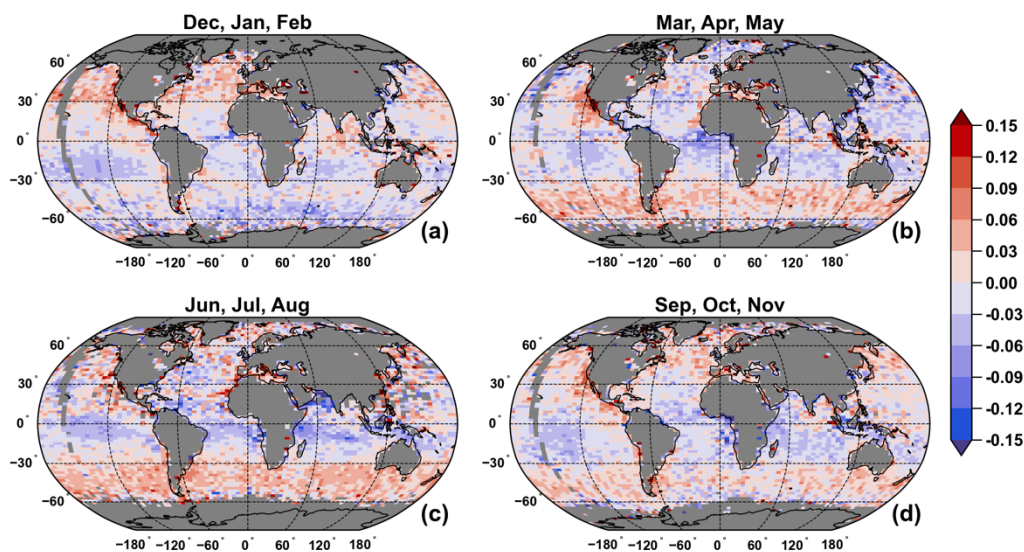 Dec, Jan, Feb
Mar, Apr, May
60°
30°
0°
−30°
−60°
(a)
−180° −120° −60° 0° 60° 120° 180°
60°
30°
0°
−30°
−60°
(b)
−180° −120° −60° 0° 60° 120° 180°
Jun, Jul, Aug
Sep, Oct, Nov
60°
30°
0°
−30°
−60°
(c)
−180° −120° −60° 0° 60° 120° 180°
60°
30°
0°
−30°
−60°
(d)
−180° −120° −60° 0° 60° 120° 180°
0.15
0.12
0.09
0.06
0.03
0.00
-0.03
-0.06
-0.09
-0.12
-0.15